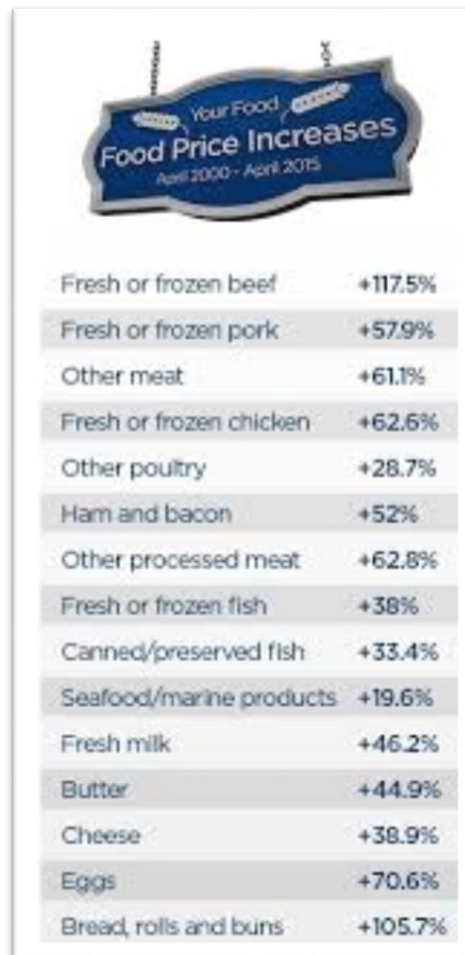 Your Food
Food Price Increases
April 2000 - April 2015
Fresh or frozen beef +117.5%
Fresh or frozen pork +57.9%
Other meat +61.1%
Fresh or frozen chicken +62.6%
Other poultry +28.7%
Ham and bacon +52%
Other processed meat +62.8%
Fresh or frozen fish +38%
Canned/preserved fish +33.4%
Seafood/marine products +19.6%
Fresh milk +46.2%
Butter +44.9%
Cheese +38.9%
Eggs +70.6%
Bread, rolls and buns +105.7%